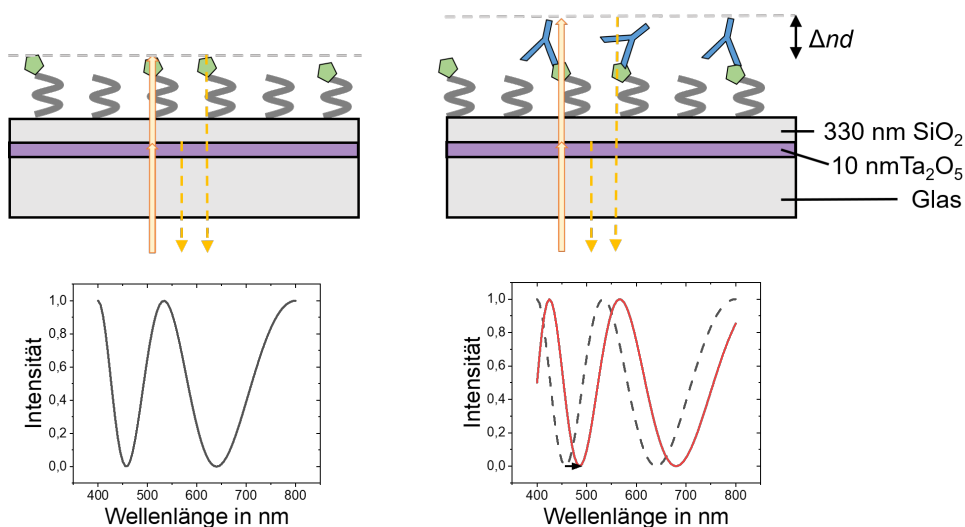 Δnd
330 nm SiO₂
10 nmTa₂O₅
Glas
Intensität
1,0
0,8
0,6
0,4
0,2
0,0
400 500 600 700 800
Wellenlänge in nm
Intensität
1,0
0,8
0,6
0,4
0,2
0,0
400 500 600 700 800
Wellenlänge in nm